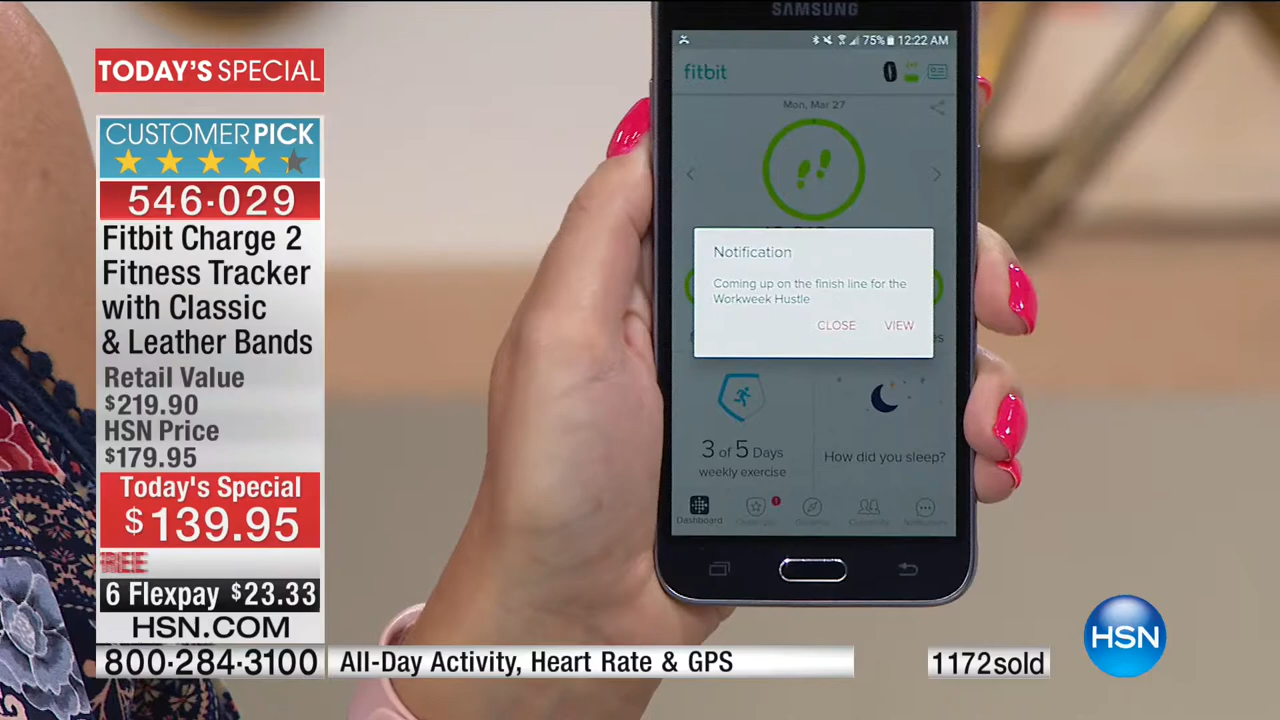 TODAY'S SPECIAL
CUSTOMER PICK
546·029
Fitbit Charge 2
Fitness Tracker
with Classic
& Leather Bands
Retail Value
$219.90
HSN Price
$179.95
Today's Special
$139.95
REE
6 Flexpay $23.33
HSN.COM
800·284·3100
All-Day Activity, Heart Rate & GPS
1172sold
HSN
SAMSUNG
75% 12:22 AM
fitbit
Mon, Mar 27
Notification
Coming up on the finish line for the
Workweek Hustle
CLOSE VIEW
3 of 5 Days
weekly exercise
How did you sleep?
1
Dashboard